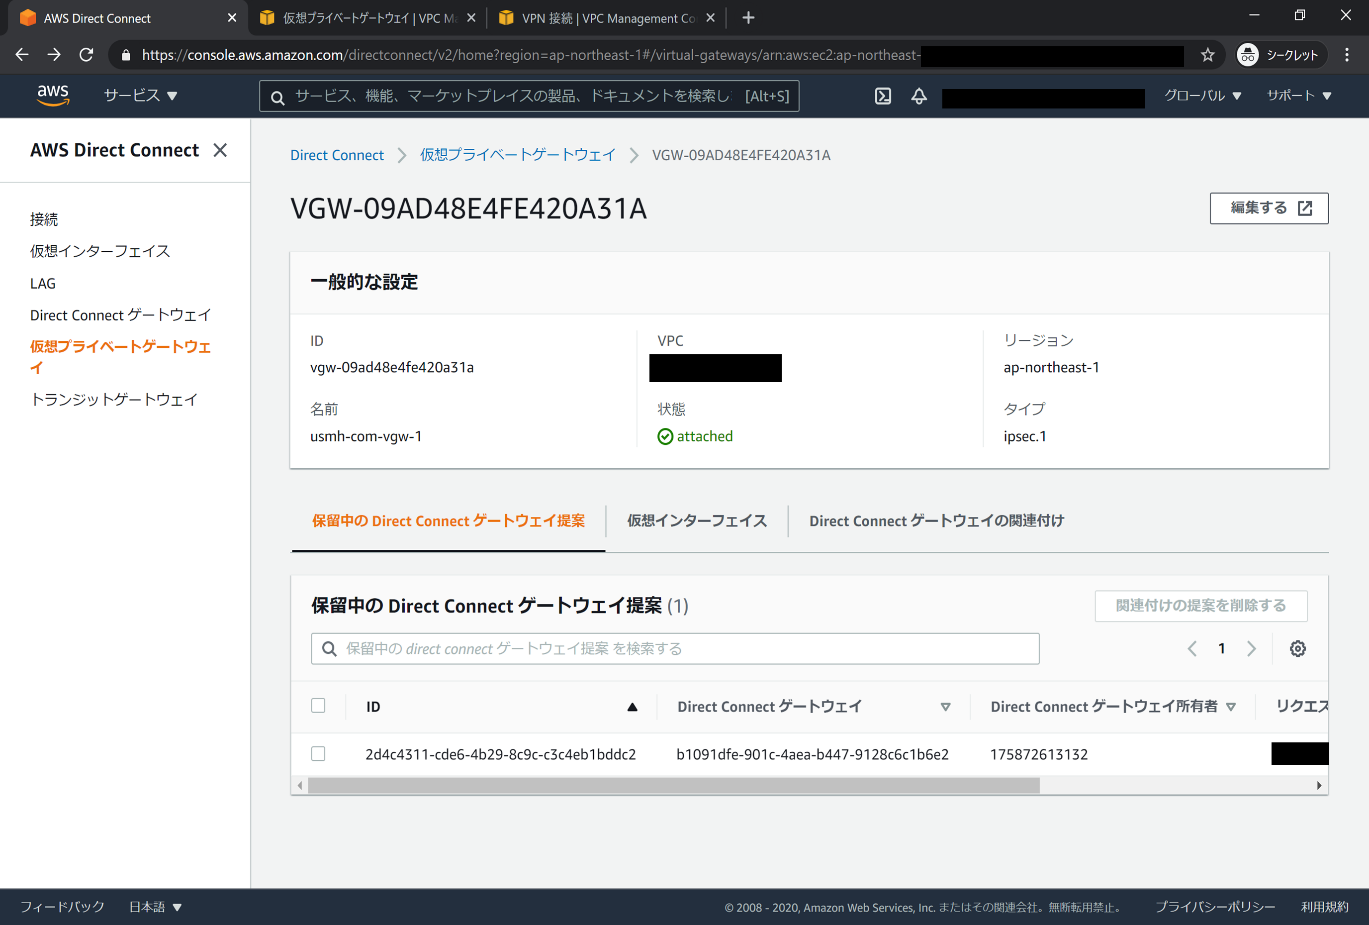 AWS Direct Connect
仮想プライベートゲートウェイ | VPC Ma
VPN 接続 | VPC Management Co
https://console.aws.amazon.com/directconnect/v2/home?region=ap-northeast-1#/virtual-gateways/arn:aws:ec2:ap-northeast-
シークレット
aws
サービス
サービス、機能、マーケットプレイスの製品、ドキュメントを検索し
[Alt+S]
グローバル
サポート
AWS Direct Connect
接続
仮想インターフェイス
LAG
Direct Connect ゲートウェイ
仮想プライベートゲートウェ
イ
トランジットゲートウェイ
Direct Connect
仮想プライベートゲートウェイ
VGW-09AD48E4FE420A31A
VGW-09AD48E4FE420A31A
編集する
一般的な設定
ID
vgw-09ad48e4fe420a31a
名前
usmh-com-vgw-1
VPC
状態
attached
リージョン
ap-northeast-1
タイプ
ipsec.1
保留中の Direct Connect ゲートウェイ提案
仮想インターフェイス
Direct Connect ゲートウェイの関連付け
保留中の Direct Connect ゲートウェイ提案 (1)
関連付けの提案を削除する
保留中の direct connect ゲートウェイ提案 を検索する
1
ID
Direct Connect ゲートウェイ
Direct Connect ゲートウェイ所有者
リクエス
2d4c4311-cde6-4b29-8c9c-c3c4eb1bddc2
b1091dfe-901c-4aea-b447-9128c6c1b6e2
175872613132
フィードバック
日本語
© 2008 - 2020, Amazon Web Services, Inc. またはその関連会社。無断転用禁止。
プライバシーポリシー
利用規約